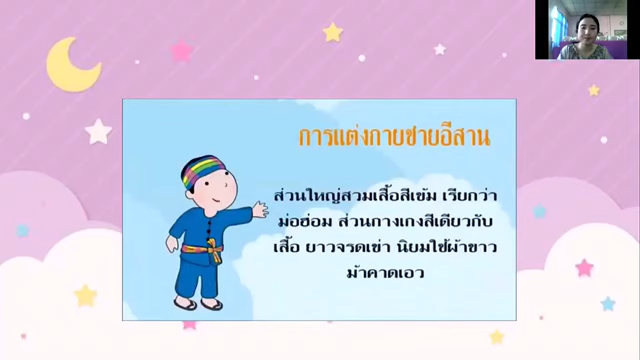 การแต่งกายชายอีสาน
ส่วนใหญ่สวมเสื้อสีเข้ม เรียกว่า
ม่อฮ่อม ส่วนกางเกงสีเดียวกับ
เสื้อ ยาวจรดเข่า นิยมใช้ผ้าขาว
ม้าคาดเอว